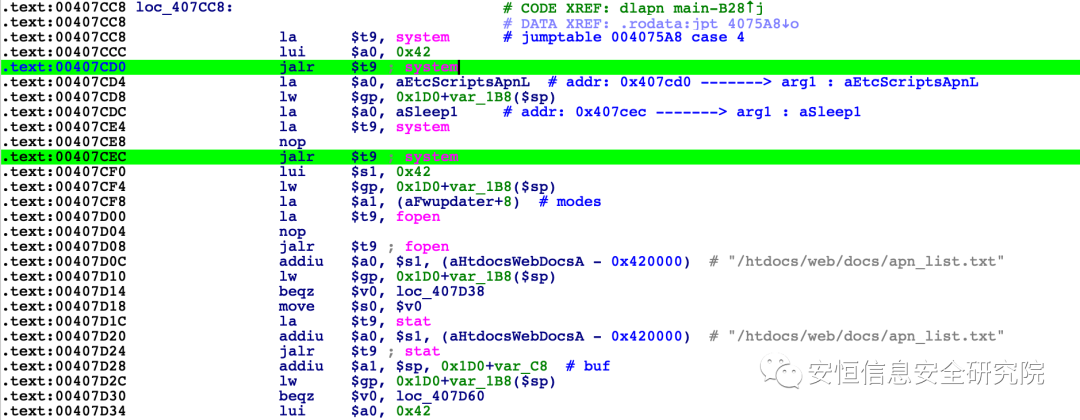 .text:00407CC8 loc_407CC8: # CODE XREF: dlapn main-B28↑j
.text:00407CC8 # DATA XREF: .rodata:jpt 4075A8↓o
.text:00407CC8 la $t9, system # jumptable 004075A8 case 4
.text:00407CCC lui $a0, 0x42
.text:00407CD0 jalr $t9 ; system
.text:00407CD4 la $a0, aEtcScriptsApnL # addr: 0x407cd0 -------> arg1 : aEtcScriptsApnL
.text:00407CD8 lw $gp, 0x1D0+var_1B8($sp)
.text:00407CDC la $a0, aSleep1 # addr: 0x407cec -------> arg1 : aSleep1
.text:00407CE4 la $t9, system
.text:00407CE8 nop
.text:00407CEC jalr $t9 ; system
.text:00407CF0 lui $s1, 0x42
.text:00407CF4 lw $gp, 0x1D0+var_1B8($sp)
.text:00407CF8 la $a1, (aFwupdater+8) # modes
.text:00407D00 la $t9, fopen
.text:00407D04 nop
.text:00407D08 jalr $t9 ; fopen
.text:00407D0C addiu $a0, $s1, (aHtdocsWebDocsA - 0x420000) # "/htdocs/web/docs/apn_list.txt"
.text:00407D10 lw $gp, 0x1D0+var_1B8($sp)
.text:00407D14 beqz $v0, loc_407D38
.text:00407D18 move $s0, $v0
.text:00407D1C la $t9, stat
.text:00407D20 addiu $a0, $s1, (aHtdocsWebDocsA - 0x420000) # "/htdocs/web/docs/apn_list.txt"
.text:00407D24 jalr $t9 ; stat
.text:00407D28 addiu $a1, $sp, 0x1D0+var_C8 # buf
.text:00407D2C lw $gp, 0x1D0+var_1B8($sp)
.text:00407D30 beqz $v0, loc_407D60
.text:00407D34 lui $a0, 0x42
安恒信息安全研究院